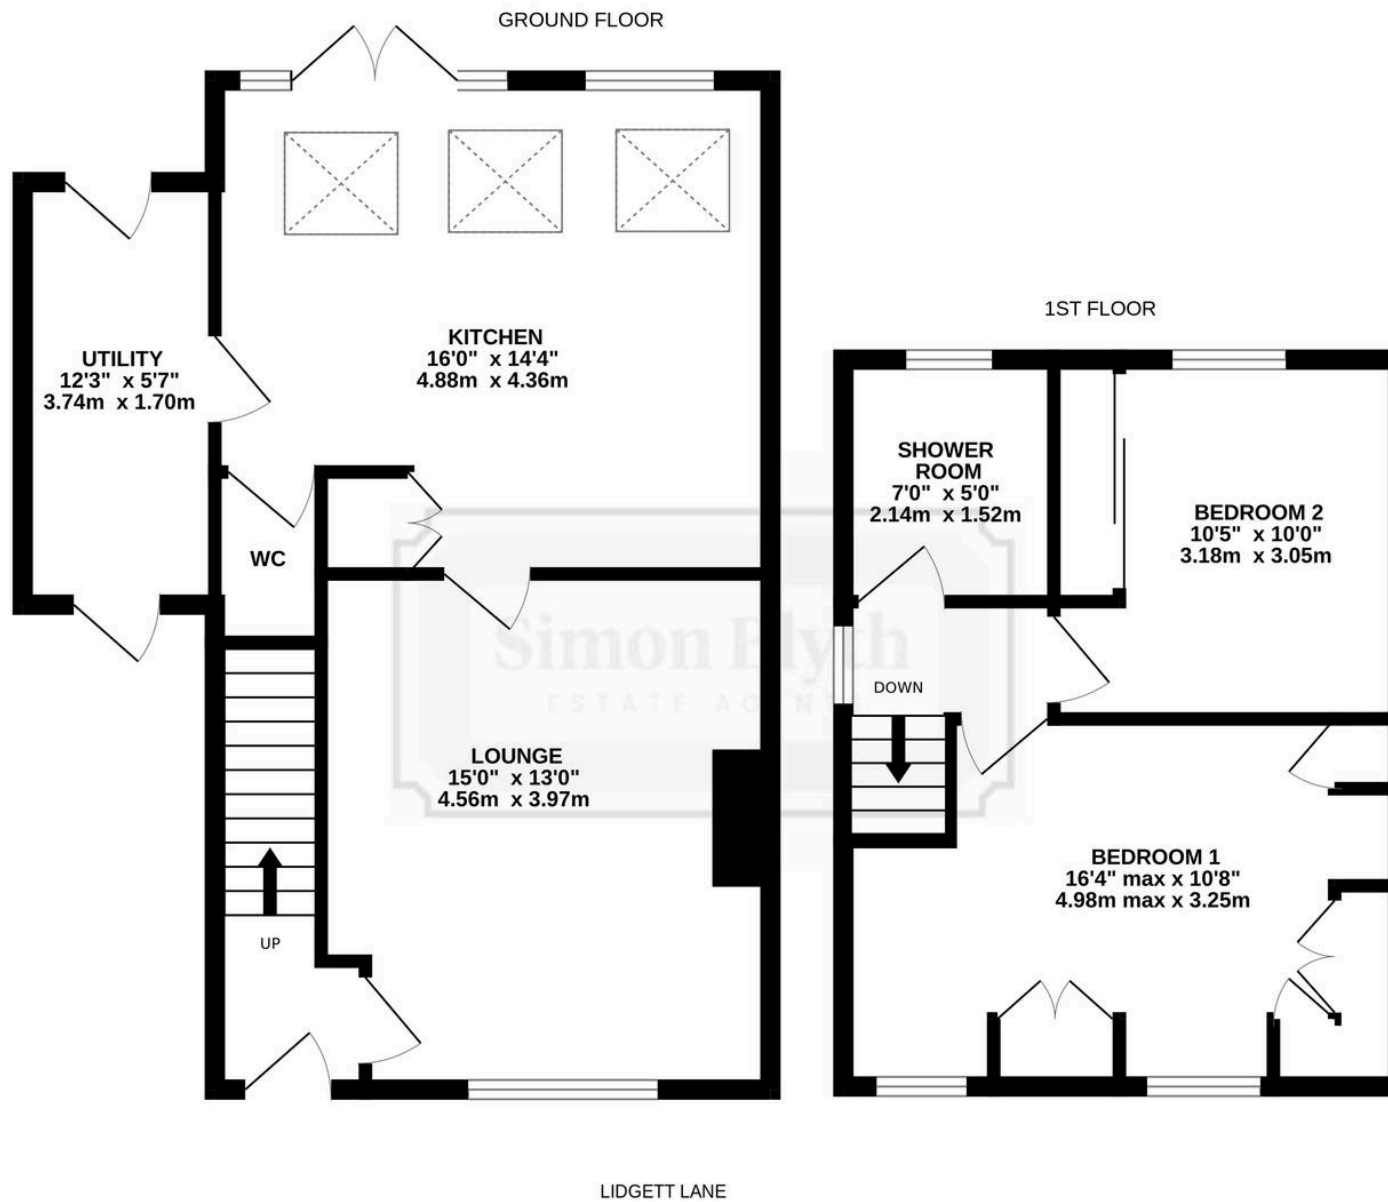 GROUND FLOOR
KITCHEN
16'0" x 14'4"
4.88m x 4.36m
UTILITY
12'3" x 5'7"
3.74m x 1.70m
WC
LOUNGE
15'0" x 13'0"
4.56m x 3.97m
UP
1ST FLOOR
SHOWER
ROOM
7'0" x 5'0"
2.14m x 1.52m
BEDROOM 2
10'5" x 10'0"
3.18m x 3.05m
DOWN
BEDROOM 1
16'4" max x 10'8"
4.98m max x 3.25m
Simon Blyth
ESTATE AGENTS
LIDGETT LANE